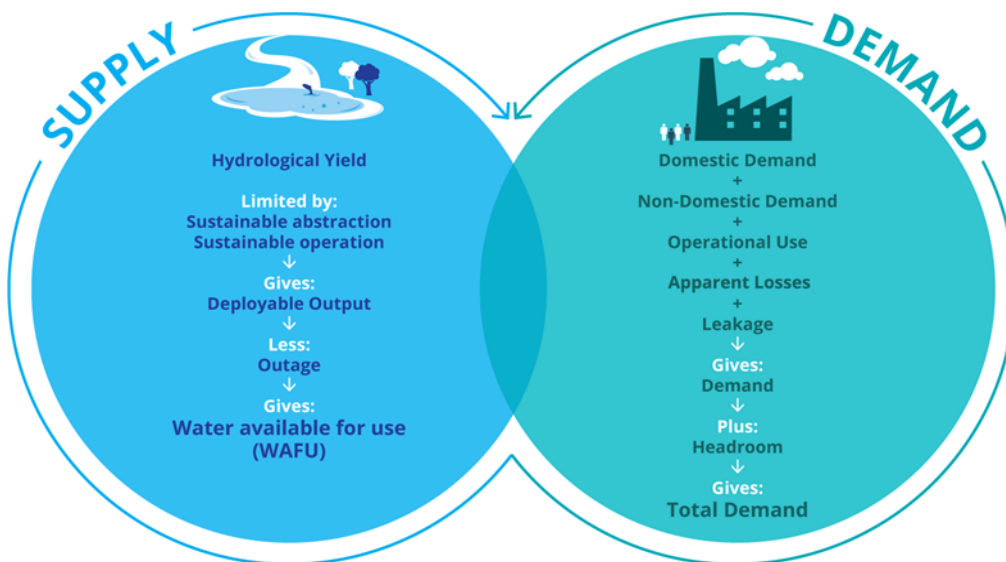 SUPPLY
Hydrological Yield
Limited by:
Sustainable abstraction
Sustainable operation
↓
Gives:
Deployable Output
↓
Less:
Outage
↓
Gives:
Water available for use
(WAFU)
DEMAND
Domestic Demand
+
Non-Domestic Demand
+
Operational Use
+
Apparent Losses
+
Leakage
↓
Gives:
Demand
↓
Plus:
Headroom
↓
Gives:
Total Demand